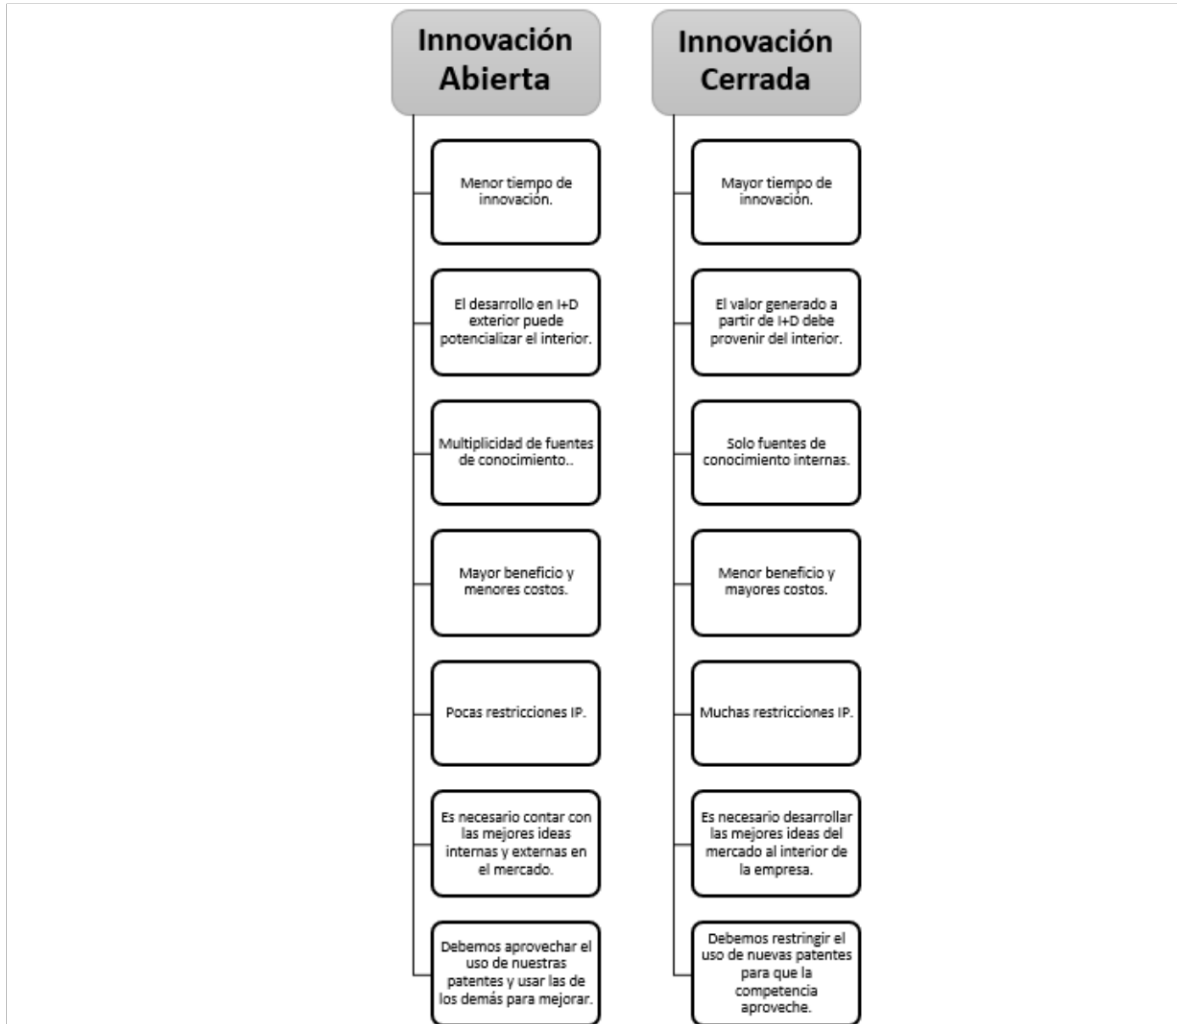 Innovación
Abierta
Menor tiempo de
innovación.
El desarrollo en I+D
exterior puede
potencializar el interior.
Multiplicidad de fuentes
de conocimiento..
Mayor beneficio y
menores costos.
Pocas restricciones IP.
Es necesario contar con
las mejores ideas
internas y externas en
el mercado.
Debemos aprovechar el
uso de nuestras
patentes y usar las de
los demás para mejorar.
Innovación
Cerrada
Mayor tiempo de
innovación.
El valor generado a
partir de I+D debe
provenir del interior.
Solo fuentes de
conocimiento internas.
Menor beneficio y
mayores costos.
Muchas restricciones IP.
Es necesario desarrollar
las mejores ideas del
mercado al interior de
la empresa.
Debemos restringir el
uso de nuevas patentes
para que la
competencia
aproveche.